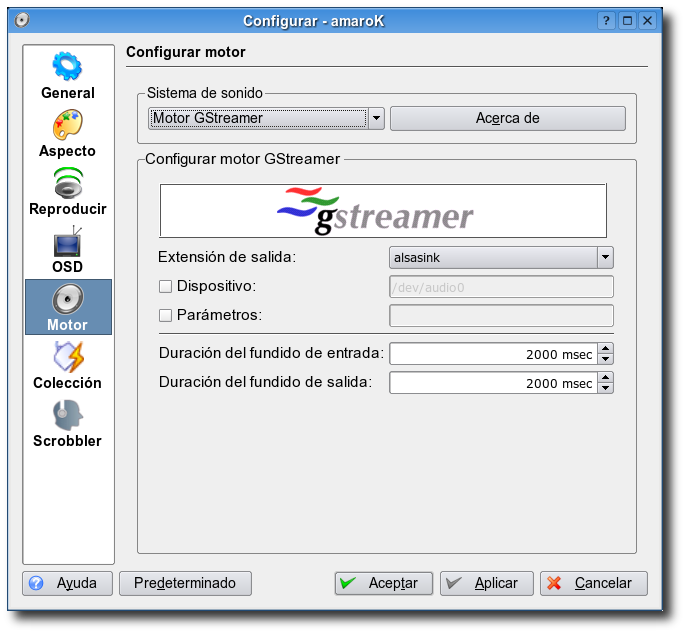 Configurar - amaroK
General
Aspecto
Reproducir
OSD
Motor
Colección
Scrobbler
Configurar motor
Sistema de sonido
Motor GStreamer
Acerca de
Configurar motor GStreamer
gstreamer
Extensión de salida: alsasink
Dispositivo: /dev/audio0
Parámetros:
Duración del fundido de entrada: 2000 msec
Duración del fundido de salida: 2000 msec
Ayuda Predeterminado Aceptar Aplicar Cancelar